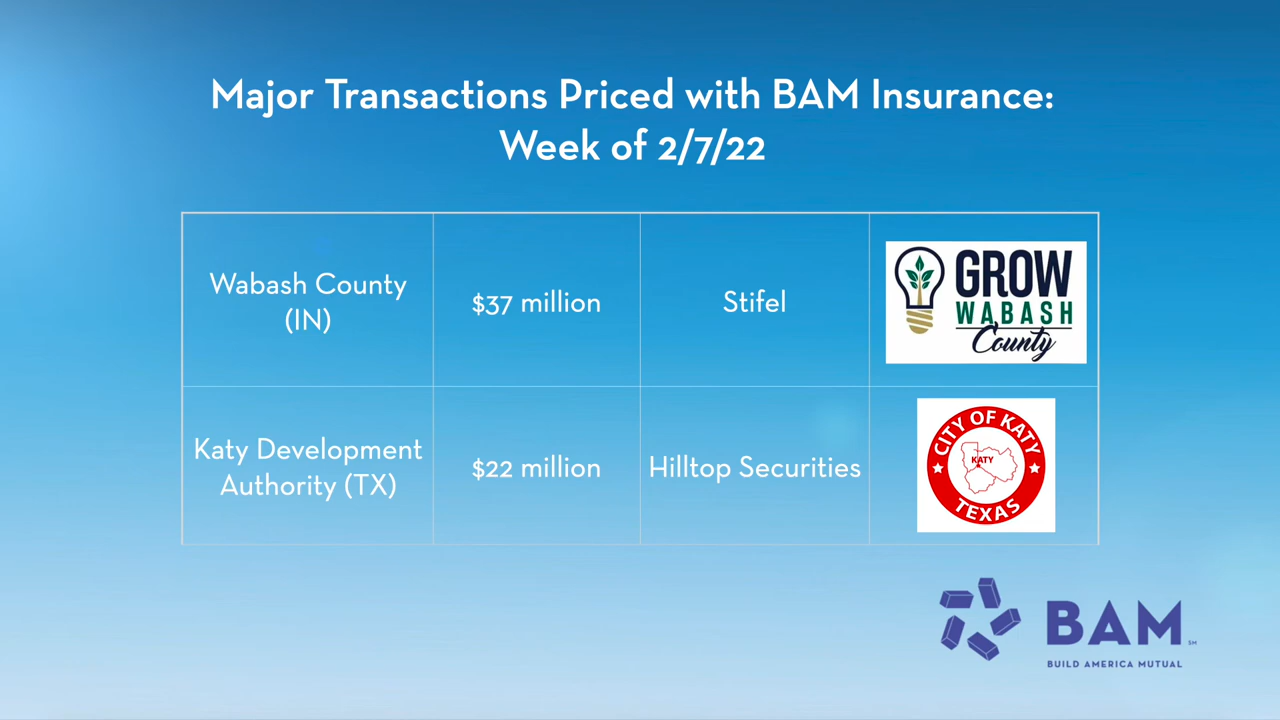 Major Transactions Priced with BAM Insurance:
Week of 2/7/22
Wabash County
(IN)
$37 million
Stifel
GROW
WABASH
County
Katy Development
Authority (TX)
$22 million
Hilltop Securities
CITY OF KATY
KATY
TEXAS
BAM SM
BUILD AMERICA MUTUAL